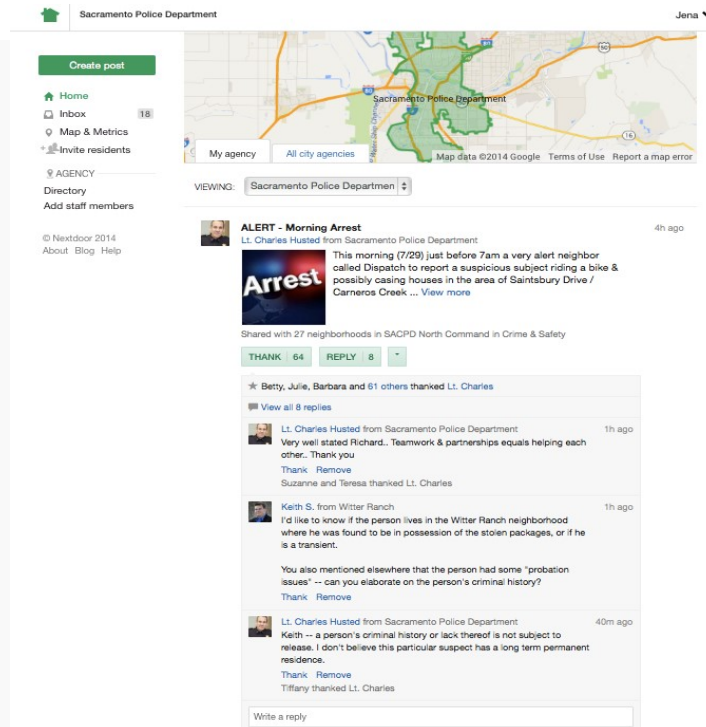 Sacramento Police Department
Jena
Create post
Home
Inbox 18
Map & Metrics
Invite residents
AGENCY
Directory
Add staff members
© Nextdoor 2014
About Blog Help
80
50
80
Sacramento Police Department
16
My agency
All city agencies
Map data ©2014 Google Terms of Use Report a map error
VIEWING: Sacramento Police Departmen
ALERT - Morning Arrest 4h ago
Lt. Charles Husted from Sacramento Police Department
Arrest
This morning (7/29) just before 7am a very alert neighbor
called Dispatch to report a suspicious subject riding a bike &
possibly casing houses in the area of Saintsbury Drive /
Carneros Creek ... View more
Shared with 27 neighborhoods in SACPD North Command in Crime & Safety
THANK 64 REPLY 8
Betty, Julie, Barbara and 61 others thanked Lt. Charles
View all 8 replies
Lt. Charles Husted from Sacramento Police Department 1h ago
Very well stated Richard.. Teamwork & partnerships equals helping each
other.. Thank you
Thank Remove
Suzanne and Teresa thanked Lt. Charles
Keith S. from Witter Ranch 1h ago
I'd like to know if the person lives in the Witter Ranch neighborhood
where he was found to be in possession of the stolen packages, or if he
is a transient.
You also mentioned elsewhere that the person had some "probation
issues" -- can you elaborate on the person's criminal history?
Thank Remove
Lt. Charles Husted from Sacramento Police Department 40m ago
Keith -- a person's criminal history or lack thereof is not subject to
release. I don't believe this particular suspect has a long term permanent
residence.
Thank Remove
Tiffany thanked Lt. Charles
Write a reply